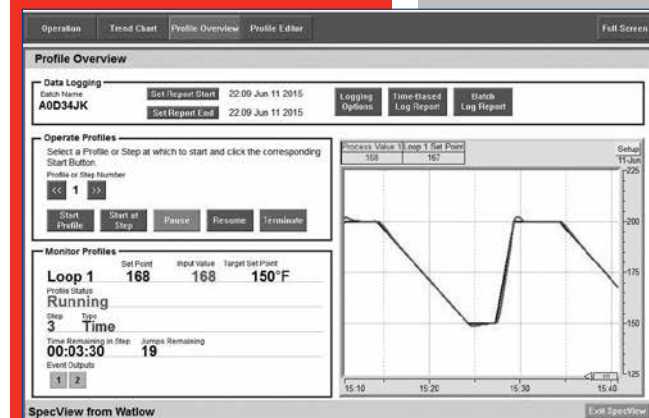 Operation Trend Chart Profile Overview Profile Editor Full Screen
Profile Overview
Data Logging
Batch Name
A0D34JK
Set Report Start 22:09 Jun 11 2015
Set Report End 22:09 Jun 11 2015
Logging Options
Time-Based Log Report
Batch Log Report
Operate Profiles
Select a Profile or Step at which to start and click the corresponding
Start Button.
Profile or Step Number
<< 1 >>
Start Profile
Start at Step
Pause
Resume
Terminate
Monitor Profiles
Set Point Input Value Target Set Point
Loop 1 168 168 150°F
Profile Status
Running
Step Type
3 Time
Time Remaining in Step Jumps Remaining
00:03:30 19
Event Outputs
1 2
Process Value 1 Loop 1 Set Point Setup
168 167 11-Jun
225
200
175
150
125
15:10 15:20 15:30 15:40
SpecView from Watlow Exit SpecView